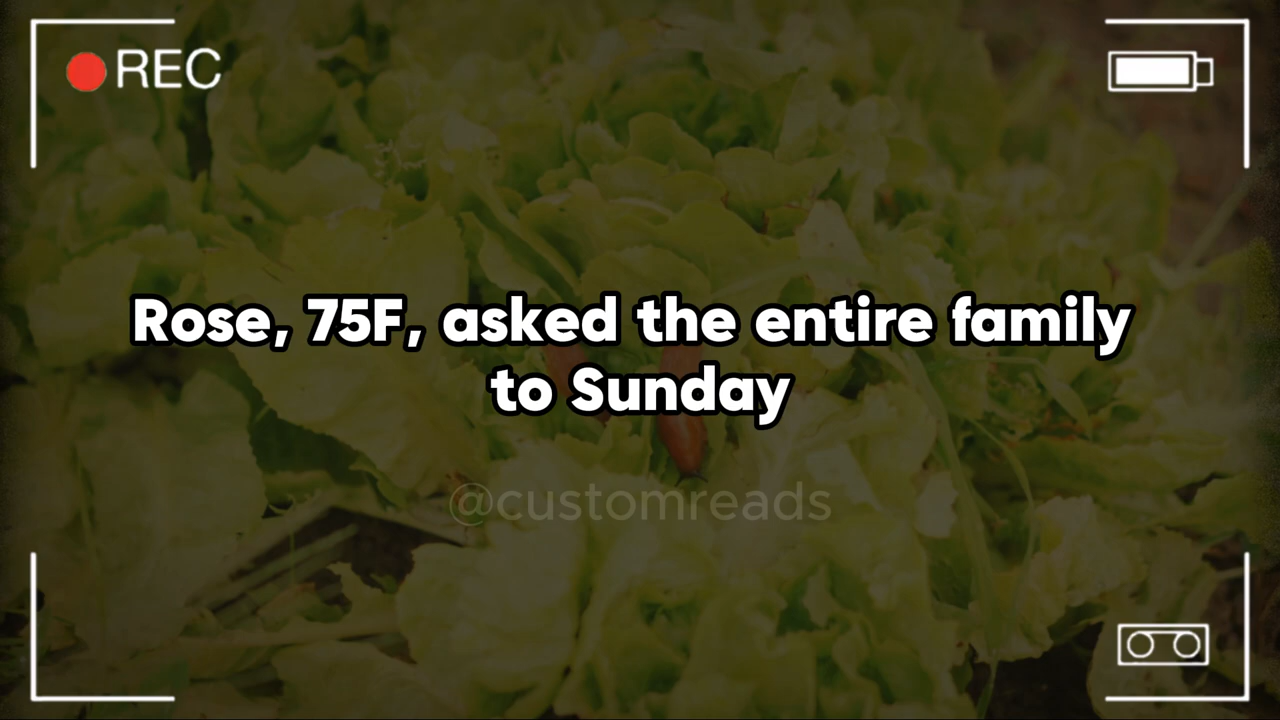 REC
Rose, 75F, asked the entire family
to Sunday
@customreads